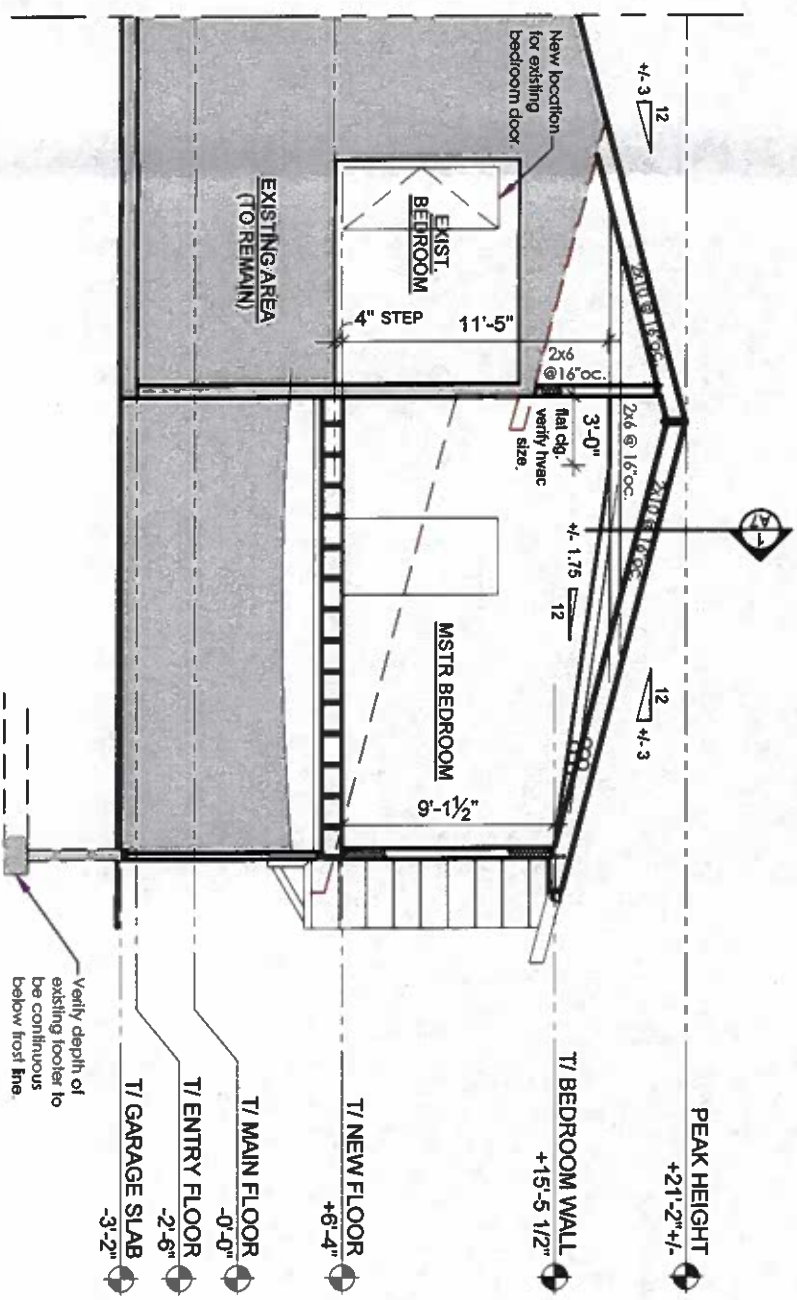 New location
for existing
bedroom door.
+/- 3
12
2x10 @ 16"oc.
2x6 @ 16"oc.
2x10 @ 16"oc.
12
+/- 3
1
A7
EXIST.
BEDROOM
4" STEP
11'-5"
2x6
@16"oc.
3'-0"
flat clg.
verify hvac
size.
+/- 1.75
12
EXISTING AREA
(TO REMAIN)
MSTR BEDROOM
9'-1½"
PEAK HEIGHT
+21'-2"+/-
T/ BEDROOM WALL
+15'-5 1/2"
T/ NEW FLOOR
+6'-4"
T/ MAIN FLOOR
-0'-0"
T/ ENTRY FLOOR
-2'-6"
T/ GARAGE SLAB
-3'-2"
Verify depth of
existing footer to
be continuous
below frost line.